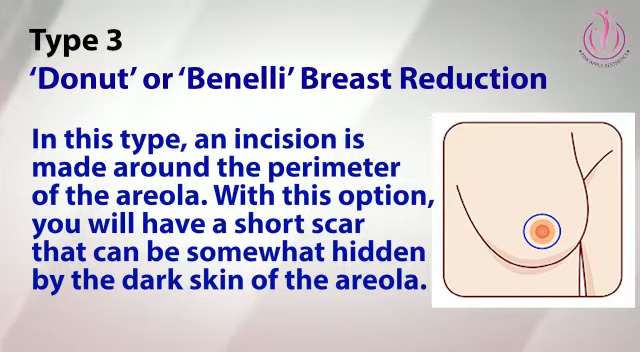 Type 3
‘Donut’ or ‘Benelli’ Breast Reduction
In this type, an incision is
made around the perimeter
of the areola. With this option,
you will have a short scar
that can be somewhat hidden
by the dark skin of the areola.